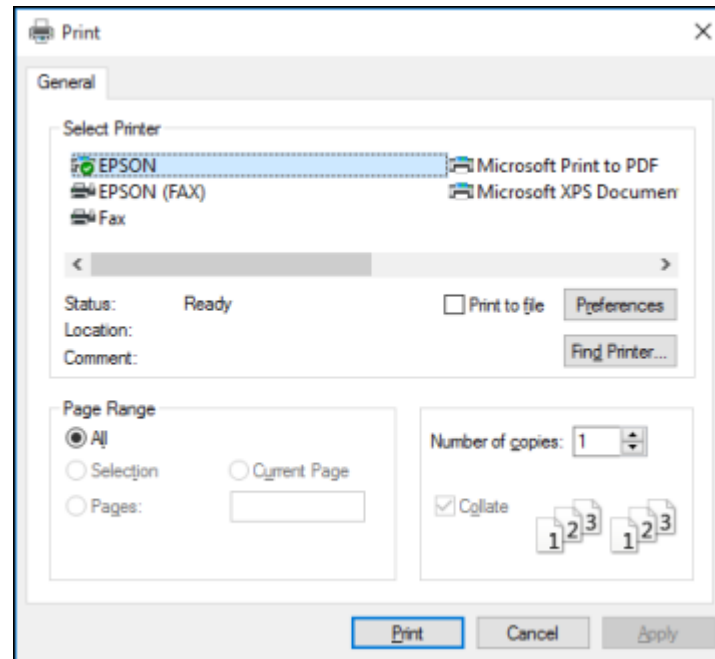 Print
General
Select Printer
EPSON
Microsoft Print to PDF
EPSON (FAX)
Microsoft XPS Documen
Fax
Status: Ready
Print to file
Preferences
Location:
Comment:
Find Printer...
Page Range
All
Selection
Current Page
Pages:
Number of copies: 1
Collate
1 2 3 1 2 3
Print
Cancel
Apply